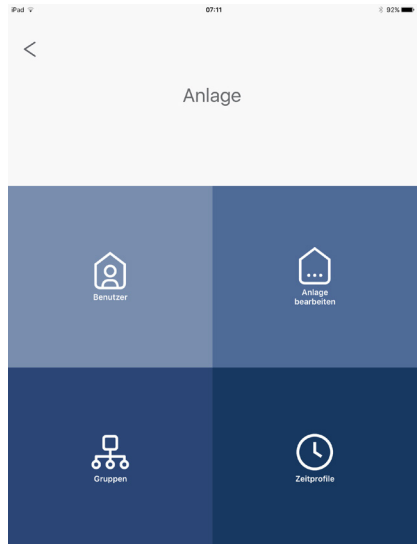 iPad 07:11 92%
Anlage
Benutzer
Anlage
bearbeiten
Gruppen
Zeitprofile